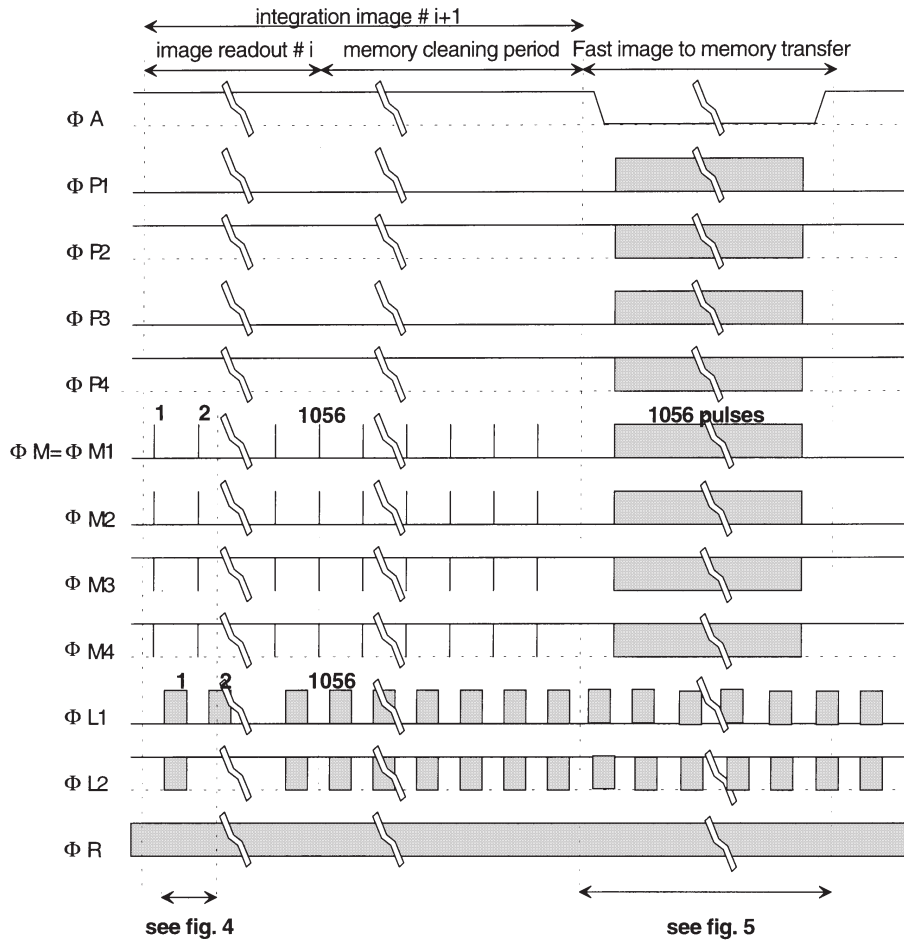 integration image # i+1
image readout # i memory cleaning period Fast image to memory transfer
Φ A
Φ P1
Φ P2
Φ P3
Φ P4
1 2 1056 1056 pulses
Φ M=Φ M1
Φ M2
Φ M3
Φ M4
1 2 1056
Φ L1
Φ L2
Φ R
see fig. 4 see fig. 5